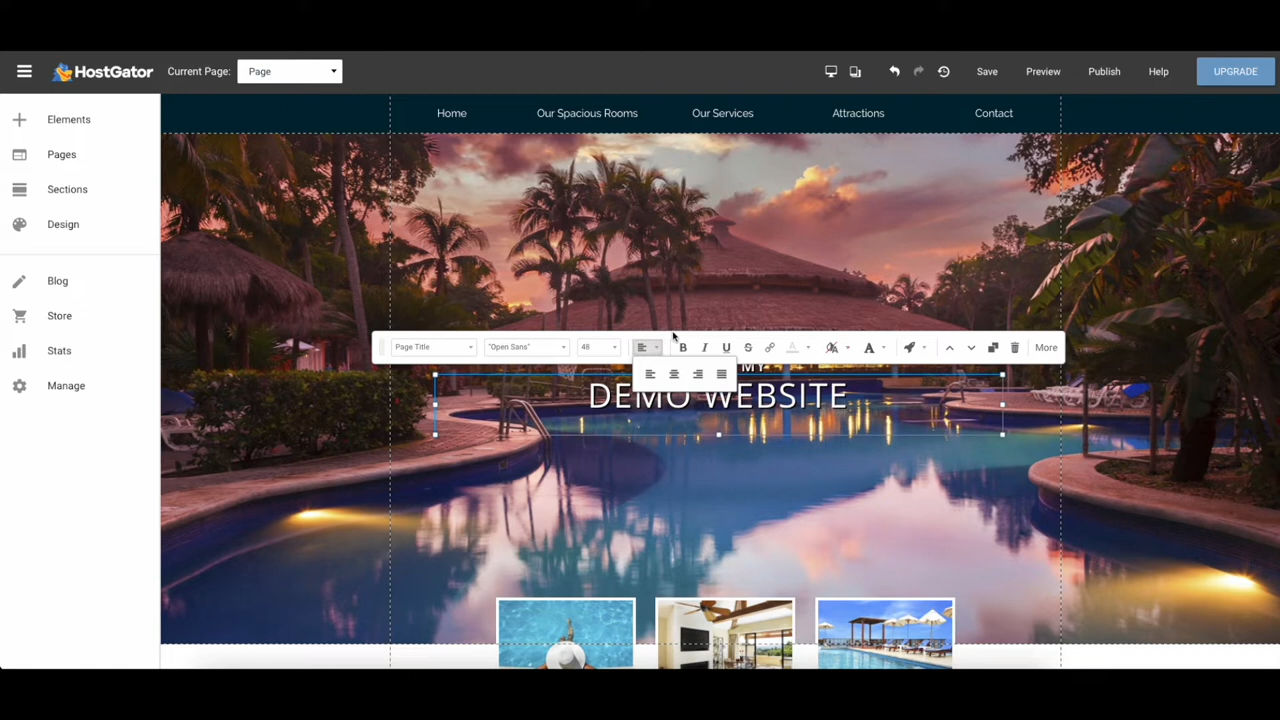 HostGator Current Page: Page Save Preview Publish Help UPGRADE
Home Our Spacious Rooms Our Services Attractions Contact
Elements
Pages
Sections
Design
Blog
Store
Stats
Manage
Page Title "Open Sans" 48 B I U S A A More
MY
DEMO WEBSITE